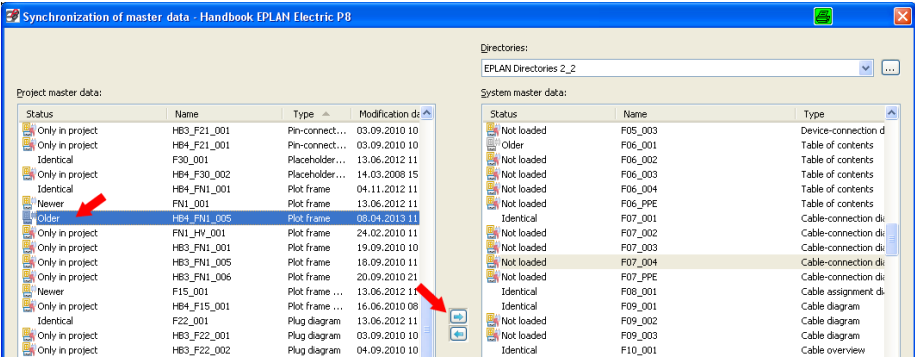 Synchronization of master data - Handbook EPLAN Electric P8
Directories:
EPLAN Directories 2_2
...
Project master data:
Status Name Type Modification da
Only in project HB3_F21_001 Pin-connect... 03.09.2010 10
Only in project HB4_F21_001 Pin-connect... 03.09.2010 10
Identical F30_001 Placeholder... 13.06.2012 11
Only in project HB4_F30_002 Placeholder... 14.03.2008 15
Identical HB4_FN1_001 Plot frame 04.11.2012 11
Newer FN1_001 Plot frame 13.06.2012 11
Older HB4_FN1_005 Plot frame 08.04.2013 11
Only in project FN1_HV_001 Plot frame 24.02.2010 11
Only in project HB3_FN1_001 Plot frame 19.09.2010 10
Only in project HB3_FN1_005 Plot frame 18.09.2010 11
Only in project HB3_FN1_006 Plot frame 20.09.2010 21
Newer F15_001 Plot frame ... 13.06.2012 11
Only in project HB4_F15_001 Plot frame ... 16.06.2010 08
Identical F22_001 Plug diagram 13.06.2012 11
Only in project HB3_F22_001 Plug diagram 03.09.2010 10
Only in project HB3_F22_002 Plug diagram 04.09.2010 10
System master data:
Status Name Type
Not loaded F05_003 Device-connection d
Older F06_001 Table of contents
Not loaded F06_002 Table of contents
Not loaded F06_003 Table of contents
Not loaded F06_004 Table of contents
Not loaded F06_PPE Table of contents
Identical F07_001 Cable-connection dia
Not loaded F07_002 Cable-connection dia
Not loaded F07_003 Cable-connection dia
Not loaded F07_004 Cable-connection dia
Not loaded F07_PPE Cable-connection dia
Identical F08_001 Cable assignment di
Identical F09_001 Cable diagram
Not loaded F09_002 Cable diagram
Not loaded F09_003 Cable diagram
Identical F10_001 Cable overview